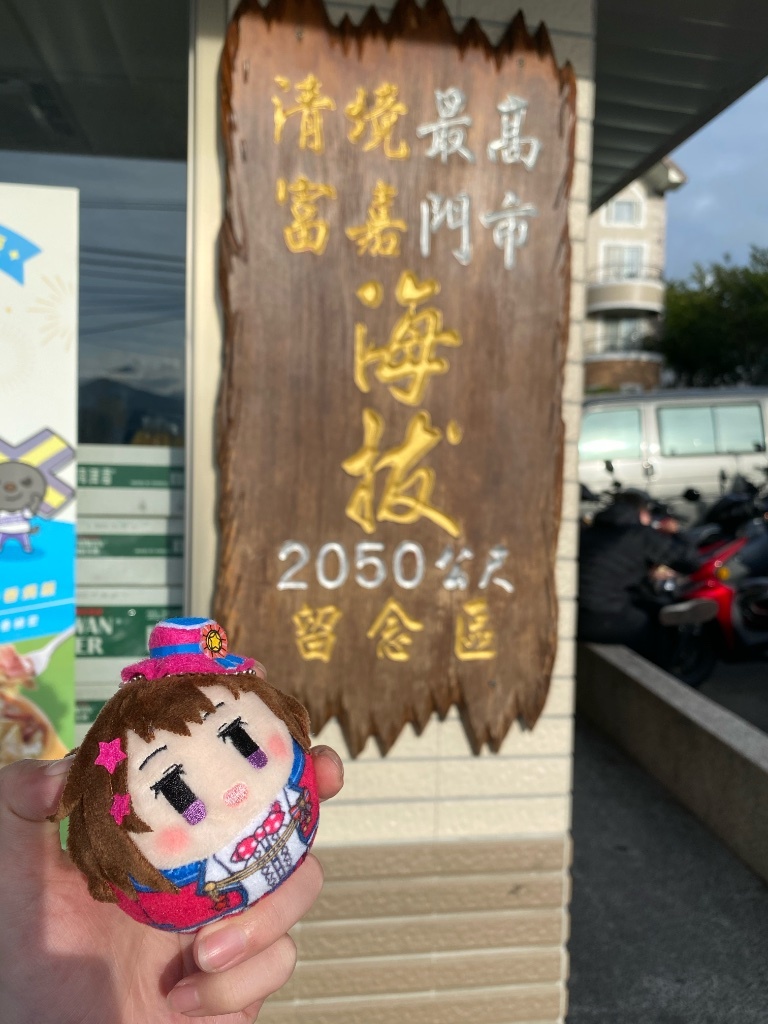 清境最高
富嘉門市
海
拔
2050公尺
留念區